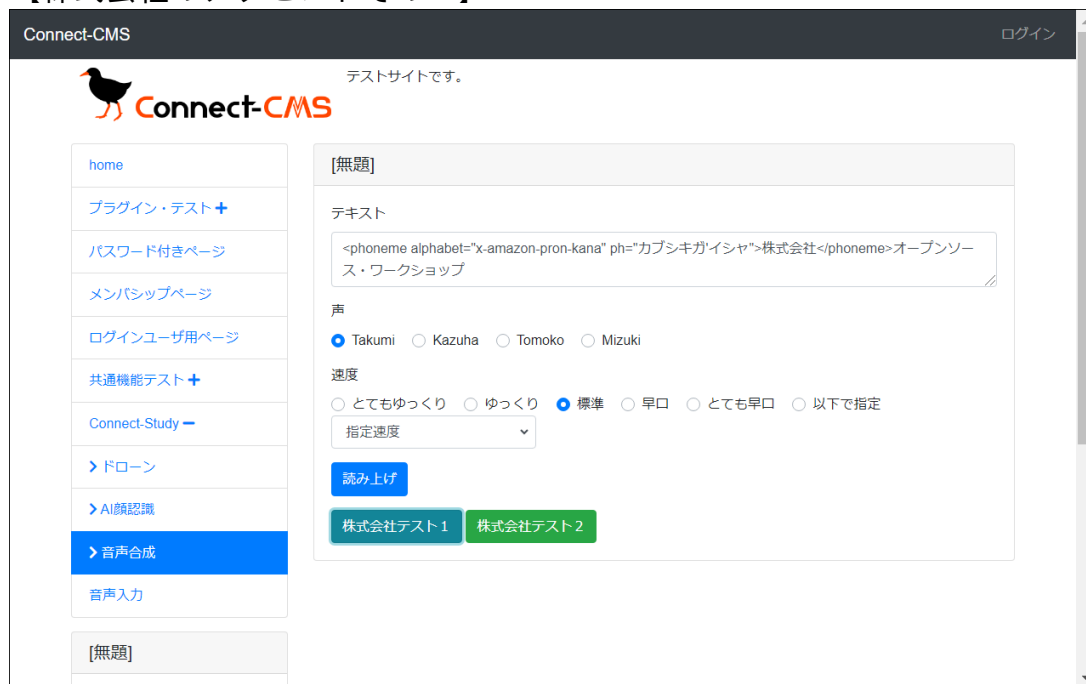 Connect-CMS
ログイン
Connect-CMS
テストサイトです。
home
プラグイン・テスト
パスワード付きページ
メンバシップページ
ログインユーザ用ページ
共通機能テスト
Connect-Study
ドローン
AI顔認識
音声合成
音声入力
[無題]
[無題]
テキスト
<phoneme alphabet="x-amazon-pron-kana" ph="カブシキガ'イシャ">株式会社</phoneme>オープンソー
ス・ワークショップ
声
Takumi Kazuha Tomoko Mizuki
速度
とてもゆっくり ゆっくり 標準 早口 とても早口 以下で指定
指定速度
読み上げ
株式会社テスト1 株式会社テスト2